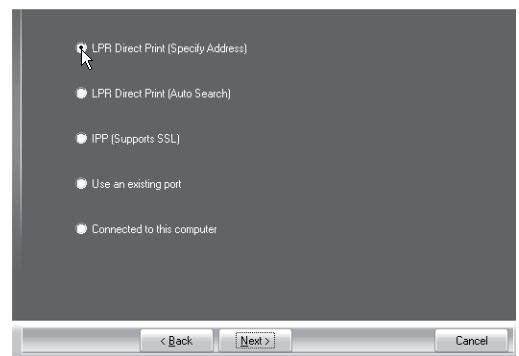 LPR Direct Print (Specify Address)
LPR Direct Print (Auto Search)
IPP (Supports SSL)
Use an existing port
Connected to this computer
< Back Next > Cancel